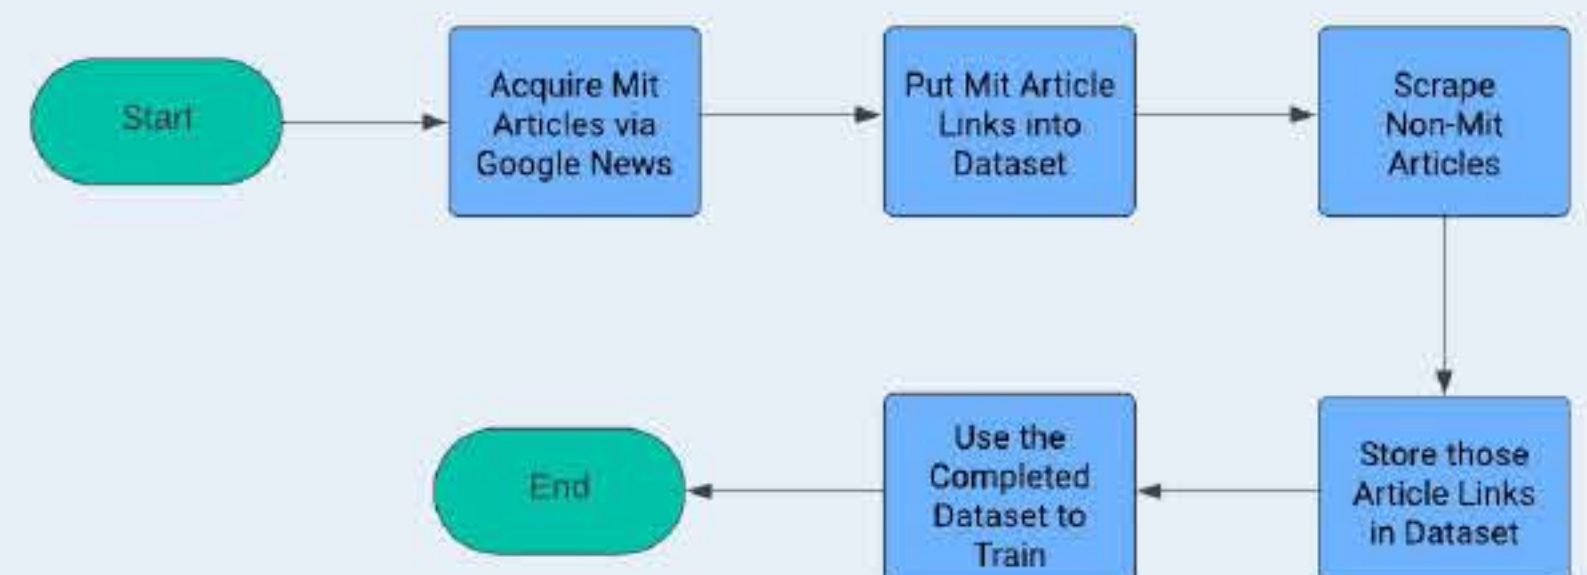 Start
Acquire Mit
Articles via
Google News
Put Mit Article
Links into
Dataset
Scrape
Non-Mit
Articles
Store those
Article Links
in Dataset
Use the
Completed
Dataset to
Train
End